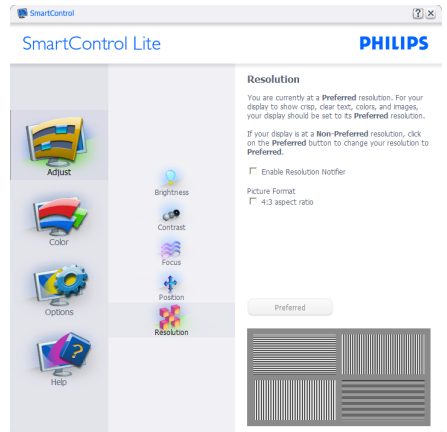 SmartControl
SmartControl Lite
PHILIPS
Adjust
Color
Options
Help
Brightness
Contrast
Focus
Position
Resolution
Resolution
You are currently at a Preferred resolution. For your
display to show crisp, clear text, colors, and images,
your display should be set to its Preferred resolution.
If your display is at a Non-Preferred resolution, click
on the Preferred button to change your resolution to
Preferred.
Enable Resolution Notifier
Picture Format
4:3 aspect ratio
Preferred